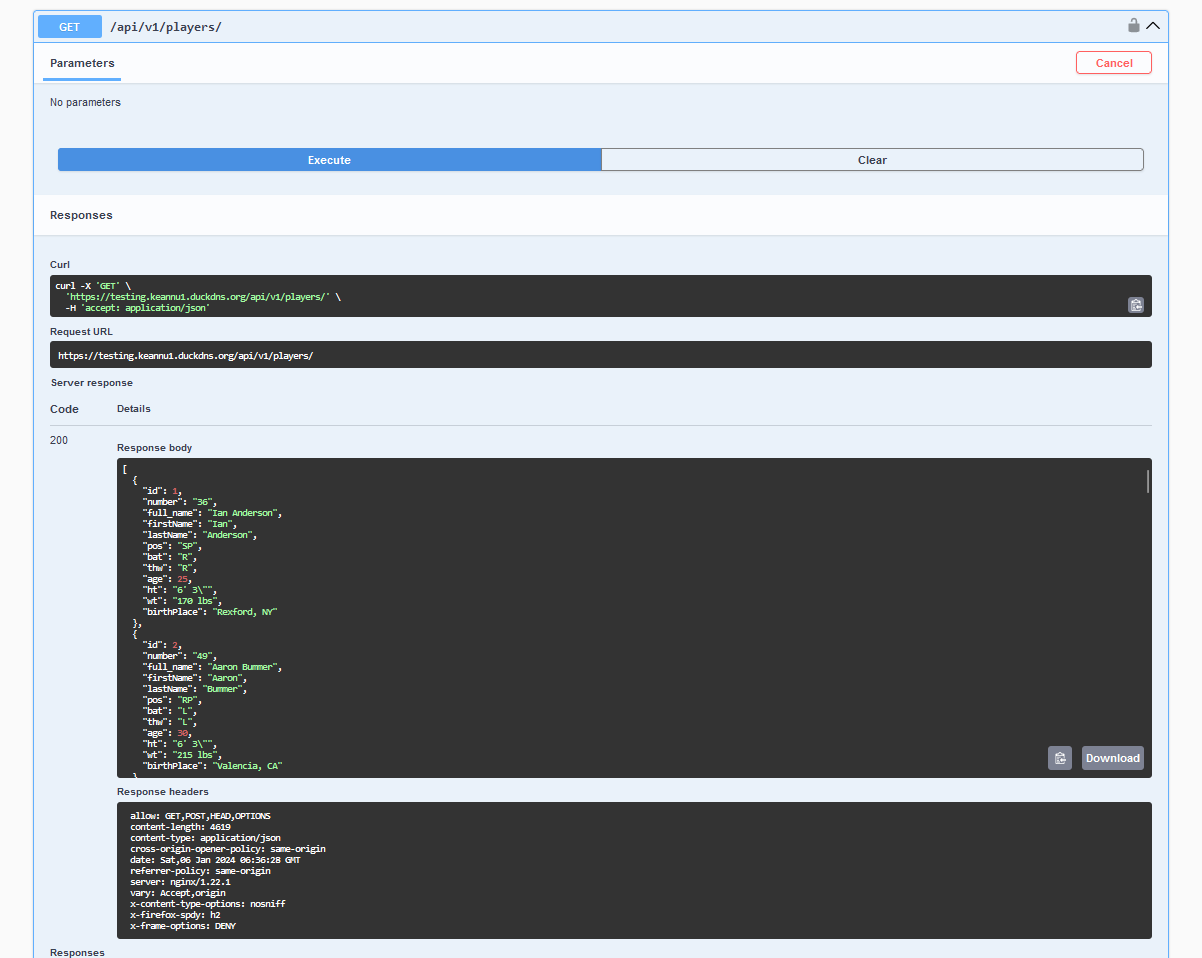 GET /api/v1/players/
Parameters
Cancel
No parameters
Execute
Clear
Responses
Curl
curl -X 'GET' \
'https://testing.keannu1.duckdns.org/api/v1/players/' \
-H 'accept: application/json'
Request URL
https://testing.keannu1.duckdns.org/api/v1/players/
Server response
Code Details
200
Response body
[
{
"id": 1,
"number": "36",
"full_name": "Ian Anderson",
"firstName": "Ian",
"lastName": "Anderson",
"pos": "SP",
"bat": "R",
"thw": "R",
"age": 25,
"ht": "6' 3\"",
"wt": "170 lbs",
"birthPlace": "Rexford, NY"
},
{
"id": 2,
"number": "49",
"full_name": "Aaron Bummer",
"firstName": "Aaron",
"lastName": "Bummer",
"pos": "RP",
"bat": "L",
"thw": "L",
"age": 30,
"ht": "6' 3\"",
"wt": "215 lbs",
"birthPlace": "Valencia, CA"
}
Download
Response headers
allow: GET,POST,HEAD,OPTIONS
content-length: 4619
content-type: application/json
cross-origin-opener-policy: same-origin
date: Sat,06 Jan 2024 06:36:28 GMT
referrer-policy: same-origin
server: nginx/1.22.1
vary: Accept,origin
x-content-type-options: nosniff
x-firefox-spdy: h2
x-frame-options: DENY
Responses